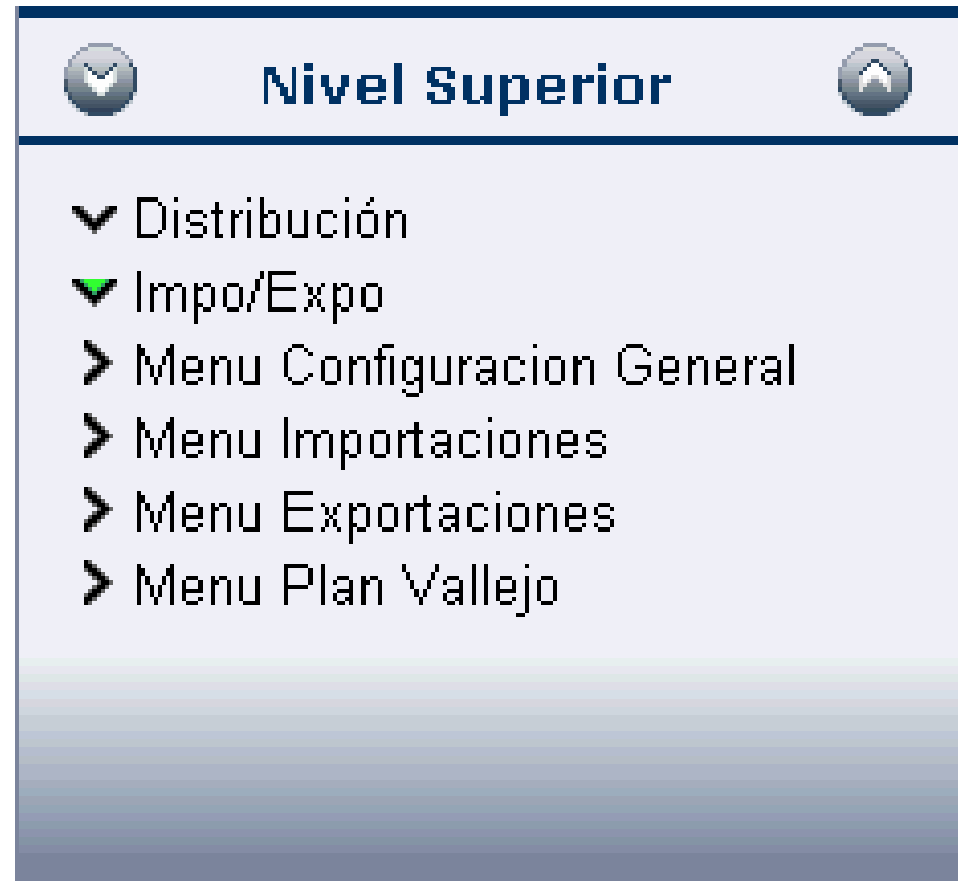 Nivel Superior
Distribución
Impo/Expo
Menu Configuracion General
Menu Importaciones
Menu Exportaciones
Menu Plan Vallejo